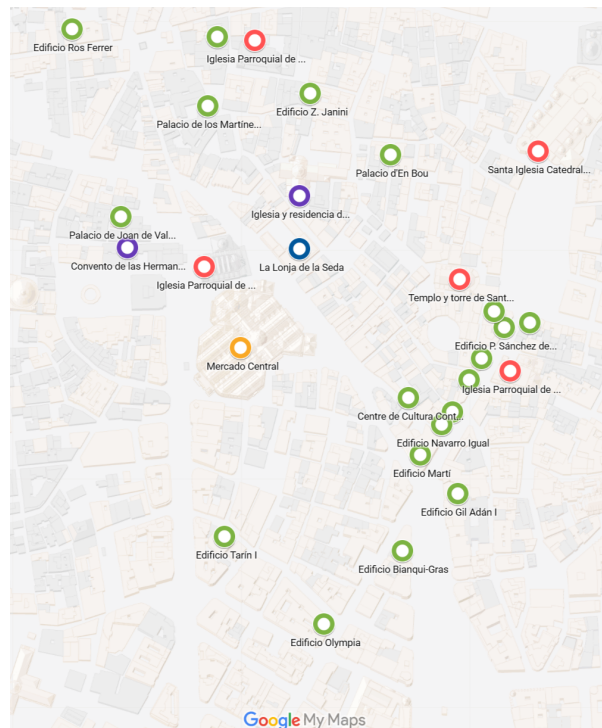 Edificio Ros Ferrer
Iglesia Parroquial de ...
Edificio Z. Janini
Palacio de los Martíne...
Palacio d'En Bou
Santa Iglesia Catedral...
Iglesia y residencia d...
Palacio de Joan de Val...
Convento de las Herman...
La Lonja de la Seda
Iglesia Parroquial de ...
Templo y torre de Sant...
Edificio P. Sánchez de...
Mercado Central
Iglesia Parroquial de ...
Centre de Cultura Cont...
Edificio Navarro Igual
Edificio Martí
Edificio Gil Adán I
Edificio Tarín I
Edificio Bianqui-Gras
Edificio Olympia
Google My Maps